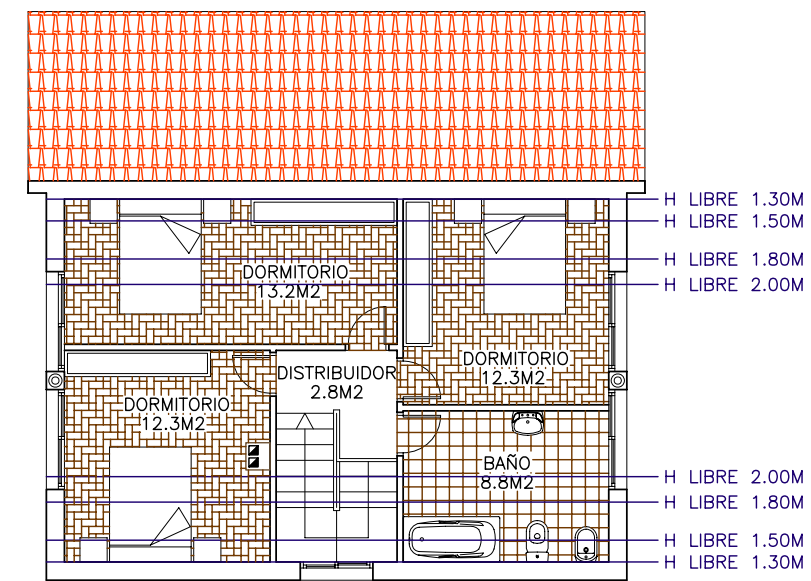 H LIBRE 1.30M
H LIBRE 1.50M
H LIBRE 1.80M
H LIBRE 2.00M
DORMITORIO
13.2M2
DORMITORIO
12.3M2
DISTRIBUIDOR
2.8M2
DORMITORIO
12.3M2
BAÑO
8.8M2
H LIBRE 2.00M
H LIBRE 1.80M
H LIBRE 1.50M
H LIBRE 1.30M